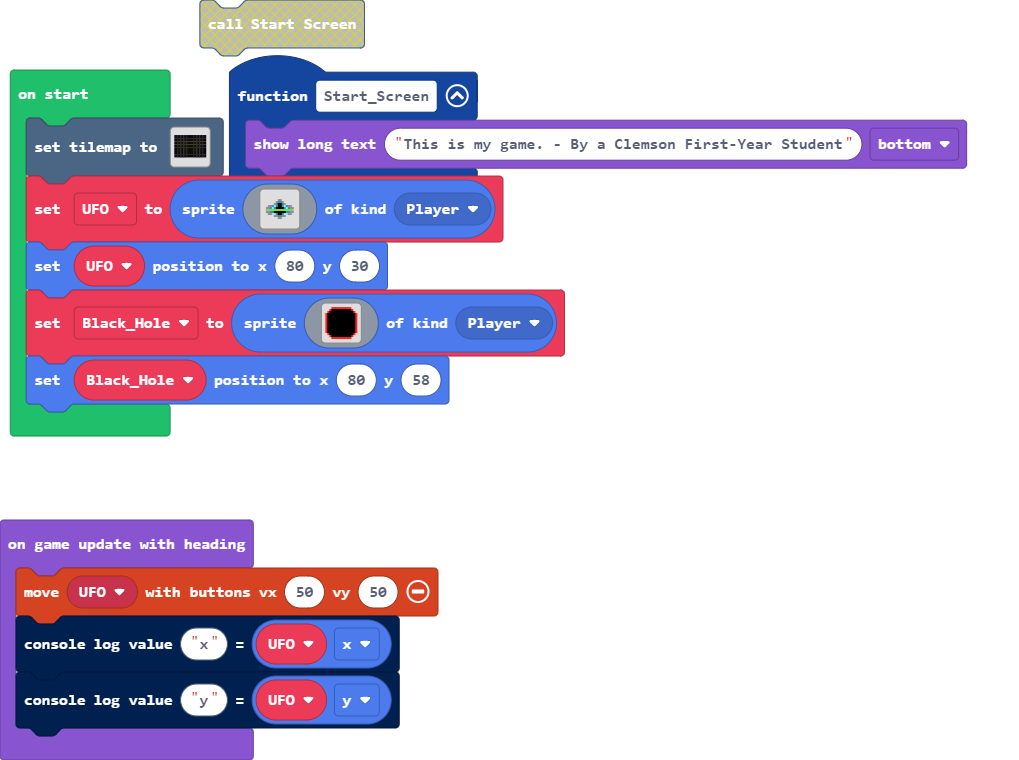 call Start Screen
on start
function Start_Screen
set tilemap to
show long text "This is my game. - By a Clemson First-Year Student" bottom
set UFO to sprite of kind Player
set UFO position to x 80 y 30
set Black_Hole to sprite of kind Player
set Black_Hole position to x 80 y 58
on game update with heading
move UFO with buttons vx 50 vy 50
console log value "x" = UFO x
console log value "y" = UFO y